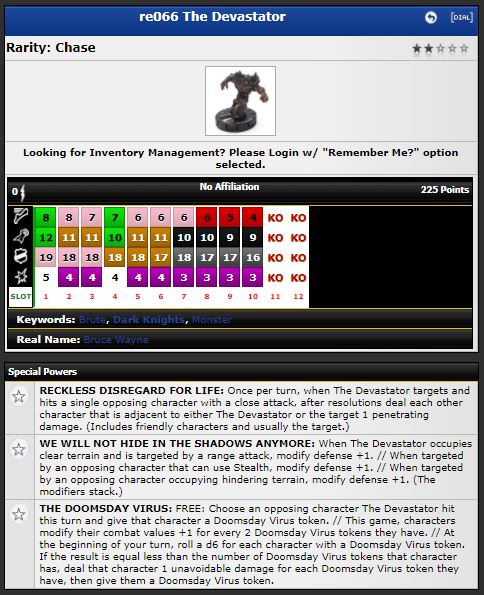 re066 The Devastator
[DIAL]
Rarity: Chase
Looking for Inventory Management? Please Login w/ "Remember Me?" option
selected.
0 No Affiliation 225 Points
8 8 7 7 6 6 6 6 5 4 KO KO
12 11 11 10 11 11 10 10 9 9 KO KO
19 18 18 18 18 17 18 17 17 16 KO KO
5 4 4 4 4 4 3 3 3 3 KO KO
SLOT 1 2 3 4 5 6 7 8 9 10 11 12
Keywords: Brute, Dark Knights, Monster
Real Name: Bruce Wayne
Special Powers
RECKLESS DISREGARD FOR LIFE: Once per turn, when The Devastator targets and
hits a single opposing character with a close attack, after resolutions deal each other
character that is adjacent to either The Devastator or the target 1 penetrating
damage. (Includes friendly characters and usually the target.)
WE WILL NOT HIDE IN THE SHADOWS ANYMORE: When The Devastator occupies
clear terrain and is targeted by a range attack, modify defense +1. // When targeted
by an opposing character that can use Stealth, modify defense +1. // When targeted
by an opposing character occupying hindering terrain, modify defense +1. (The
modifiers stack.)
THE DOOMSDAY VIRUS: FREE: Choose an opposing character The Devastator hit
this turn and give that character a Doomsday Virus token. // This game, characters
modify their combat values +1 for every 2 Doomsday Virus tokens they have. // At
the beginning of your turn, roll a d6 for each character with a Doomsday Virus token.
If the result is equal less than the number of Doomsday Virus tokens that character
has, deal that character 1 unavoidable damage for each Doomsday Virus token they
have, then give them a Doomsday Virus token.